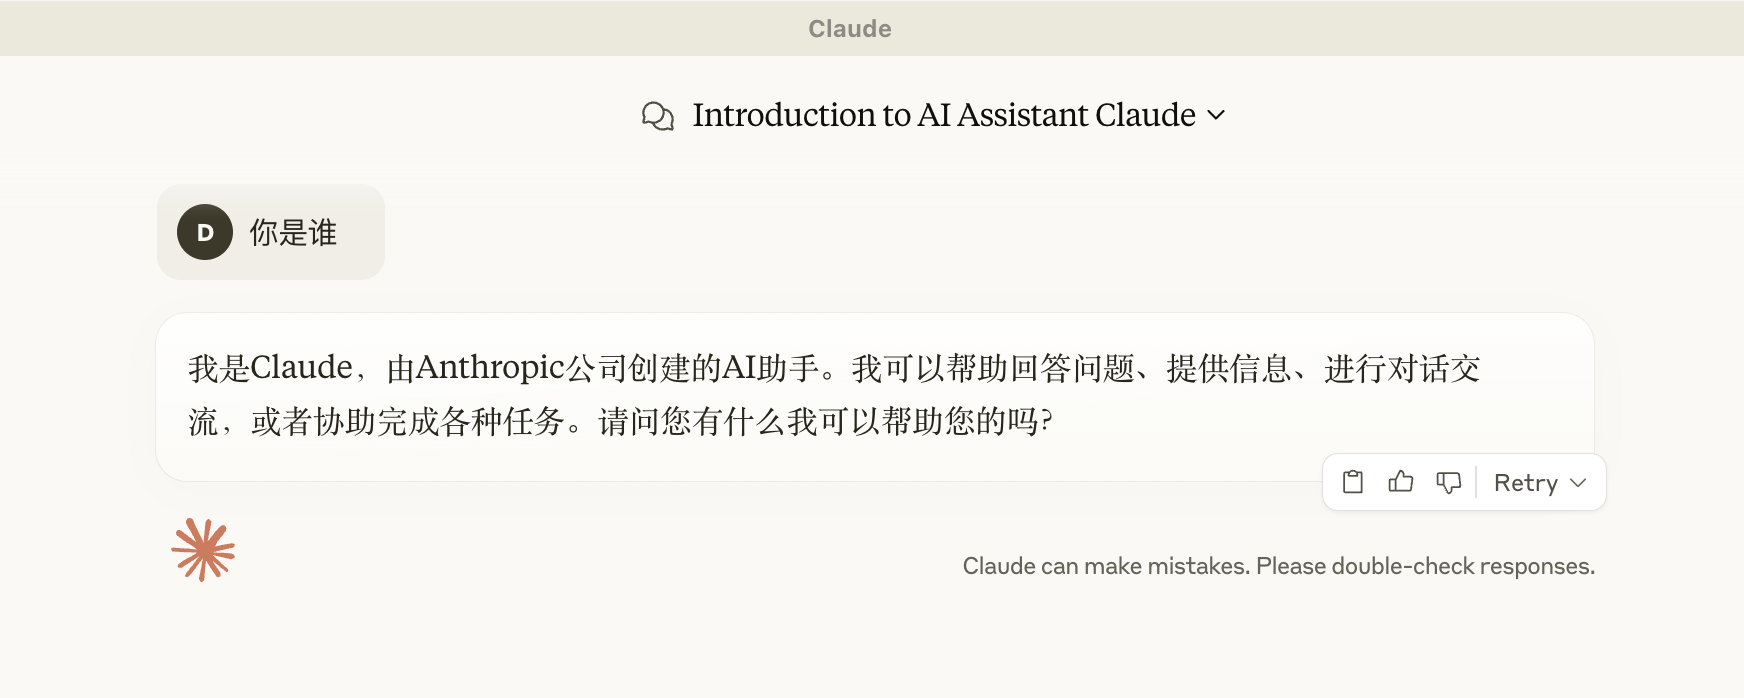 Claude
Introduction to AI Assistant Claude
D 你是谁
我是Claude，由Anthropic公司创建的AI助手。我可以帮助回答问题、提供信息、进行对话交
流，或者协助完成各种任务。请问您有什么我可以帮助您的吗?
Retry
Claude can make mistakes. Please double-check responses.